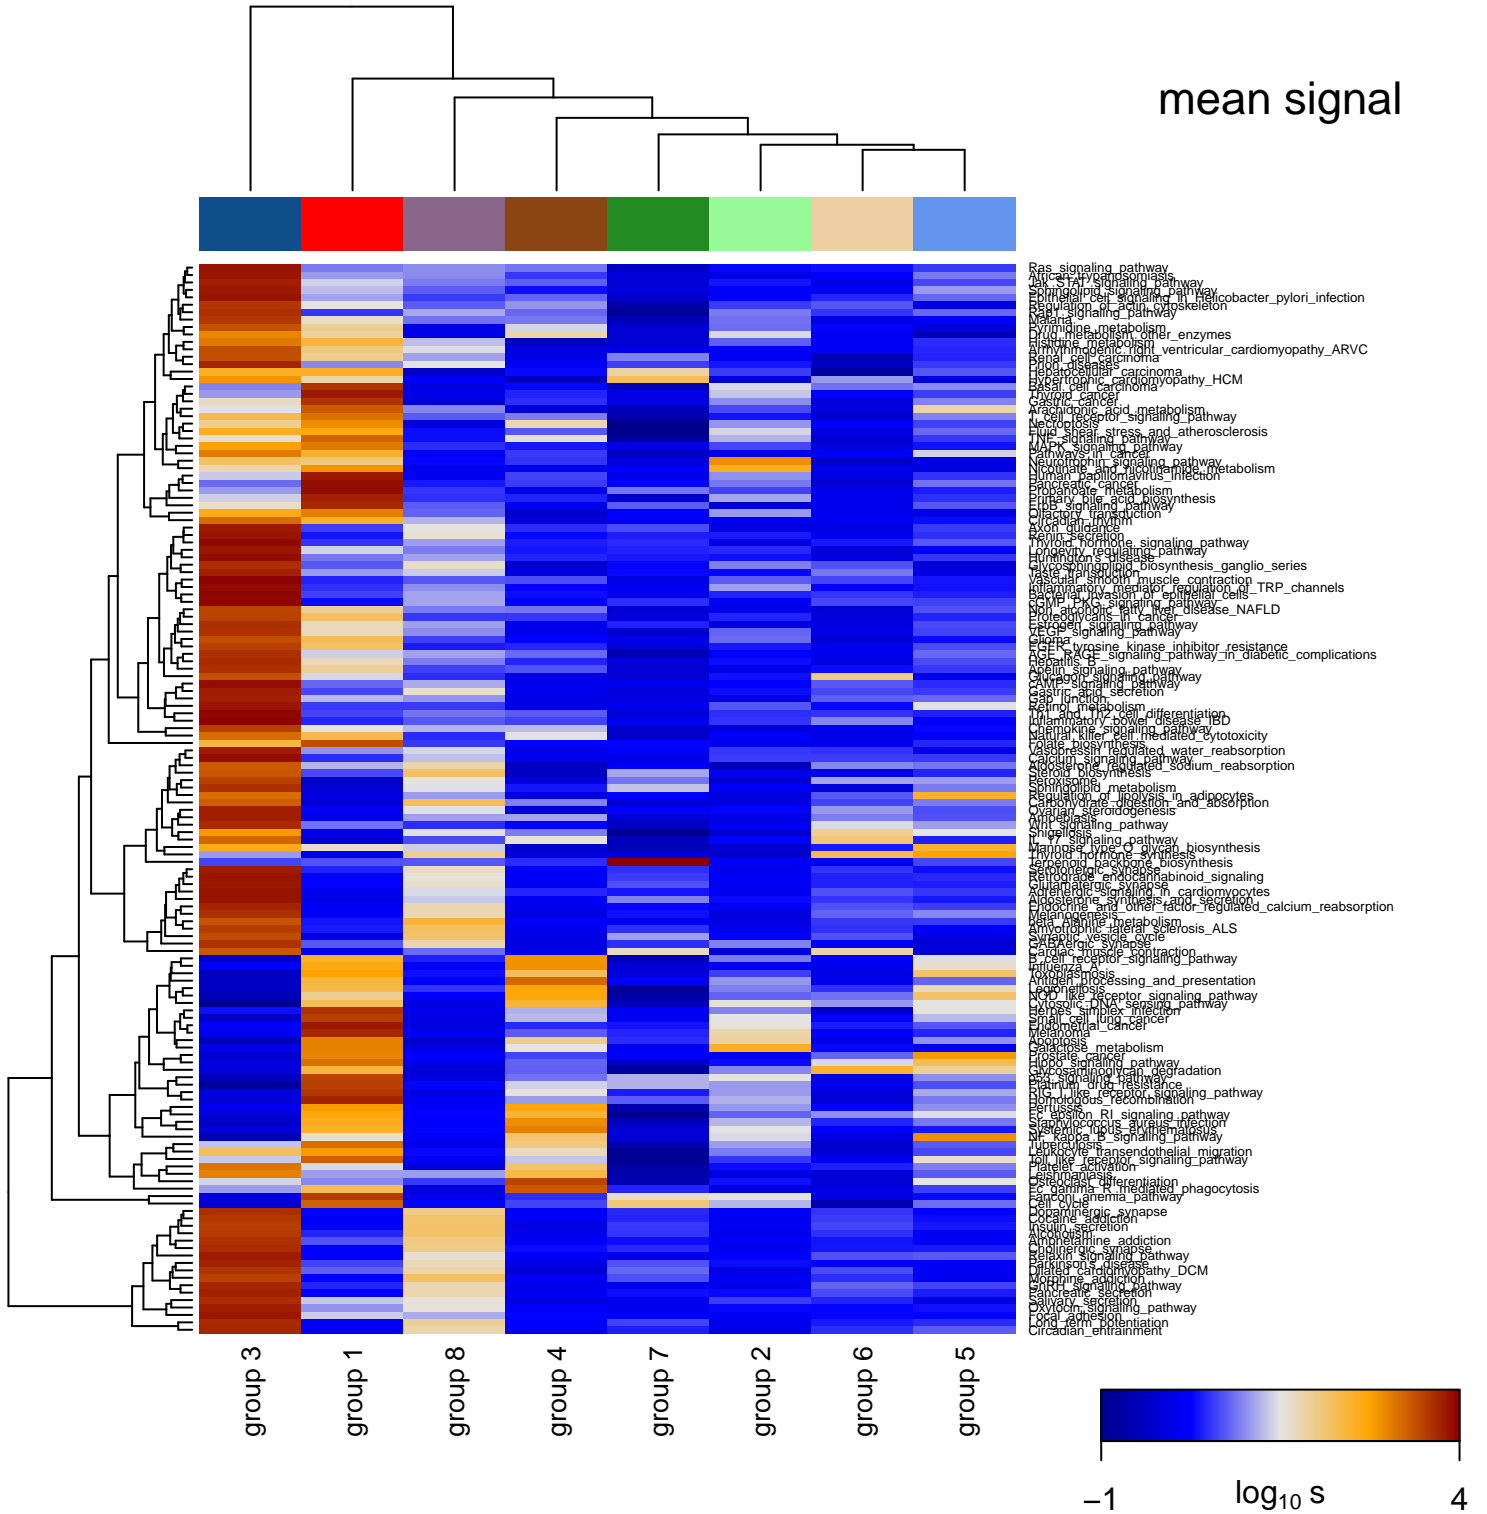 mean signal
Ras_signaling_pathway
African_trypanosomiasis
Jak_STAT_signaling_pathway
Sphingolipid_signaling_pathway
Epithelial_cell_signaling_in_Helicobacter_pylori_infection
Regulation_of_actin_cytoskeleton
Rap1_signaling_pathway
Malaria
Pyrimidine_metabolism
Drug_metabolism_other_enzymes
Histidine_metabolism
Arrhythmogenic_right_ventricular_cardiomyopathy_ARVC
Renal_cell_carcinoma
Prion_diseases
Hepatocellular_carcinoma
Hypertrophic_cardiomyopathy_HCM
Basal_cell_carcinoma
Thyroid_cancer
Gastric_cancer
Arachidonic_acid_metabolism
T_cell_receptor_signaling_pathway
Necroptosis
Fluid_shear_stress_and_atherosclerosis
TNF_signaling_pathway
MAPK_signaling_pathway
Pathways_in_cancer
Neurotrophin_signaling_pathway
Nicotinate_and_nicotinamide_metabolism
Human_papillomavirus_infection
Pancreatic_cancer
Propanoate_metabolism
Primary_bile_acid_biosynthesis
ErbB_signaling_pathway
Olfactory_transduction
Circadian_rhythm
Axon_guidance
Renin_secretion
Thyroid_hormone_signaling_pathway
Longevity_regulating_pathway
Huntington's_disease
Glycosphingolipid_biosynthesis_ganglio_series
Taste_transduction
Vascular_smooth_muscle_contraction
Inflammatory_mediator_regulation_of_TRP_channels
Bacterial_invasion_of_epithelial_cells
cGMP_PKG_signaling_pathway
Non_alcoholic_fatty_liver_disease_NAFLD
Proteoglycans_in_cancer
Estrogen_signaling_pathway
VEGF_signaling_pathway
Glioma
EGFR_tyrosine_kinase_inhibitor_resistance
AGE_RAGE_signaling_pathway_in_diabetic_complications
Hepatitis_B
Apelin_signaling_pathway
Glucagon_signaling_pathway
cAMP_signaling_pathway
Gastric_acid_secretion
Gap_junction
Retinol_metabolism
Th1_and_Th2_cell_differentiation
Inflammatory_bowel_disease_IBD
Chemokine_signaling_pathway
Natural_killer_cell_mediated_cytotoxicity
Folate_biosynthesis
Vasopressin_regulated_water_reabsorption
Calcium_signaling_pathway
Aldosterone_regulated_sodium_reabsorption
Steroid_biosynthesis
Peroxisome
Sphingolipid_metabolism
Regulation_of_lipolysis_in_adipocytes
Carbohydrate_digestion_and_absorption
Ovarian_steroidogenesis
Amoebiasis
Wnt_signaling_pathway
Shigellosis
IL_17_signaling_pathway
Mannose_type_O_glycan_biosynthesis
Thyroid_hormone_synthesis
Terpenoid_backbone_biosynthesis
Serotonergic_synapse
Retrograde_endocannabinoid_signaling
Glutamatergic_synapse
Adrenergic_signaling_in_cardiomyocytes
Aldosterone_synthesis_and_secretion
Endocrine_and_other_factor_regulated_calcium_reabsorption
Melanogenesis
beta_Alanine_metabolism
Amyotrophic_lateral_sclerosis_ALS
Synaptic_vesicle_cycle
GABAergic_synapse
Cardiac_muscle_contraction
B_cell_receptor_signaling_pathway
Influenza_A
Toxoplasmosis
Antigen_processing_and_presentation
Legionellosis
NOD_like_receptor_signaling_pathway
Cytosolic_DNA_sensing_pathway
Herpes_simplex_infection
Small_cell_lung_cancer
Endometrial_cancer
Melanoma
Apoptosis
Galactose_metabolism
Prostate_cancer
Hippo_signaling_pathway
Glycosaminoglycan_degradation
p53_signaling_pathway
Platinum_drug_resistance
RIG_I_like_receptor_signaling_pathway
Homologous_recombination
Pertussis
Fc_epsilon_RI_signaling_pathway
Staphylococcus_aureus_infection
Systemic_lupus_erythematosus
NF_kappa_B_signaling_pathway
Tuberculosis
Leukocyte_transendothelial_migration
Toll_like_receptor_signaling_pathway
Platelet_activation
Leishmaniasis
Osteoclast_differentiation
Fc_gamma_R_mediated_phagocytosis
Fanconi_anemia_pathway
Cell_cycle
Dopaminergic_synapse
Cocaine_addiction
Insulin_secretion
Alcoholism
Amphetamine_addiction
Cholinergic_synapse
Relaxin_signaling_pathway
Parkinson's_disease
Dilated_cardiomyopathy_DCM
Morphine_addiction
GnRH_signaling_pathway
Pancreatic_secretion
Salivary_secretion
Oxytocin_signaling_pathway
Focal_adhesion
Long_term_potentiation
Circadian_entrainment
group 3
group 1
group 8
group 4
group 7
group 2
group 6
group 5
−1
log₁₀ s
4